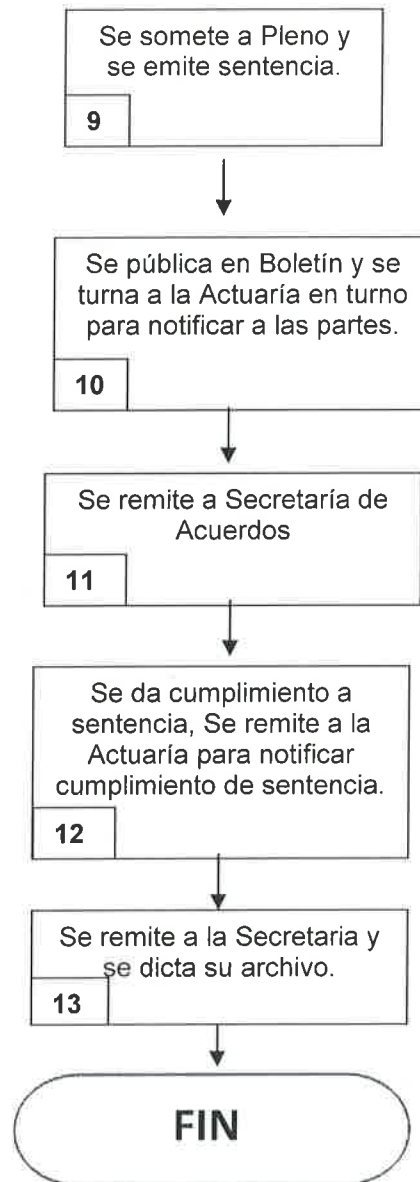 Se somete a Pleno y
se emite sentencia.
9
Se pública en Boletín y se
turna a la Actuaría en turno
para notificar a las partes.
10
Se remite a Secretaría de
Acuerdos
11
Se da cumplimiento a
sentencia, Se remite a la
Actuaría para notificar
cumplimiento de sentencia.
12
Se remite a la Secretaria y
se dicta su archivo.
13
FIN